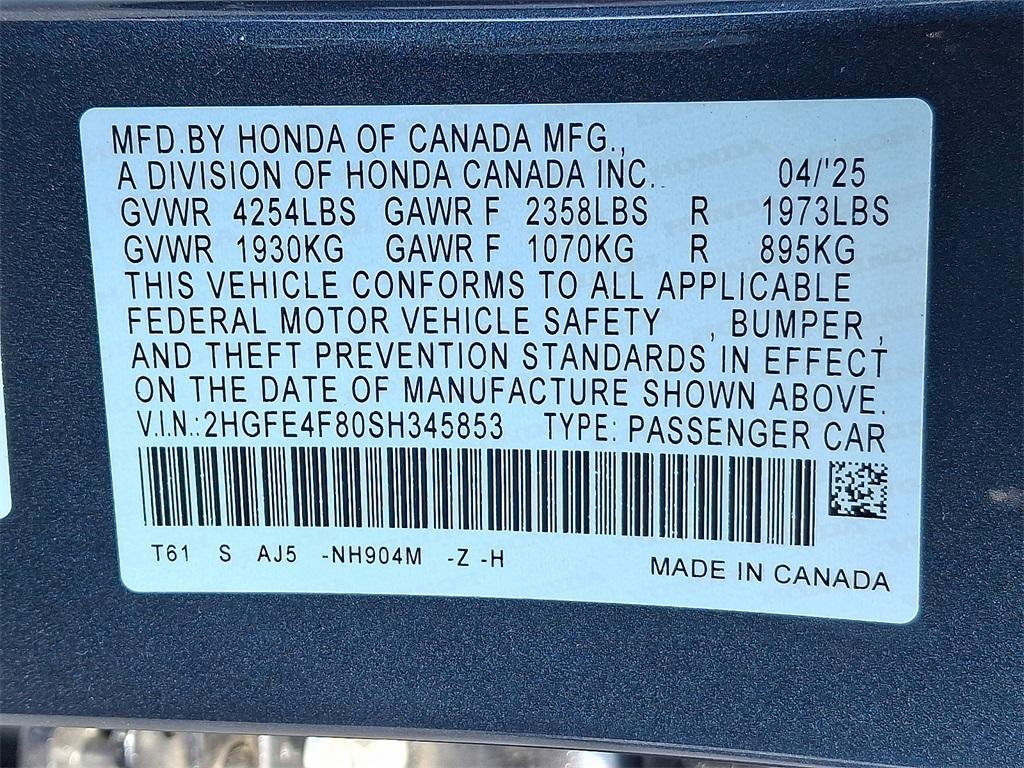 MFD.BY HONDA OF CANADA MFG.,
A DIVISION OF HONDA CANADA INC. 04/'25
GVWR 4254LBS GAWR F 2358LBS R 1973LBS
GVWR 1930KG GAWR F 1070KG R 895KG
THIS VEHICLE CONFORMS TO ALL APPLICABLE
FEDERAL MOTOR VEHICLE SAFETY , BUMPER ,
AND THEFT PREVENTION STANDARDS IN EFFECT
ON THE DATE OF MANUFACTURE SHOWN ABOVE.
V.I.N.:2HGFE4F80SH345853 TYPE: PASSENGER CAR
T61 S AJ5 -NH904M -Z -H MADE IN CANADA